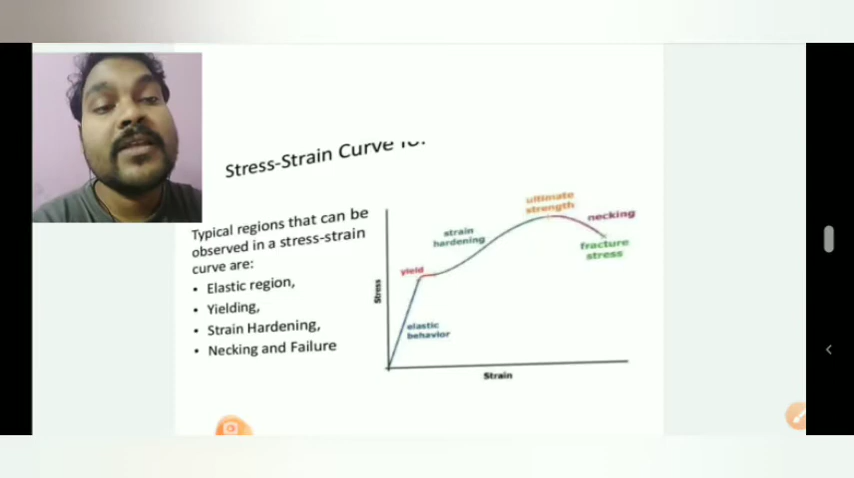 Stress-Strain Curve
Typical regions that can be
observed in a stress-strain
curve are:
• Elastic region,
• Yielding,
• Strain Hardening,
• Necking and Failure
ultimate
strength
necking
strain
hardening
fracture
stress
yield
Stress
elastic
behavior
Strain